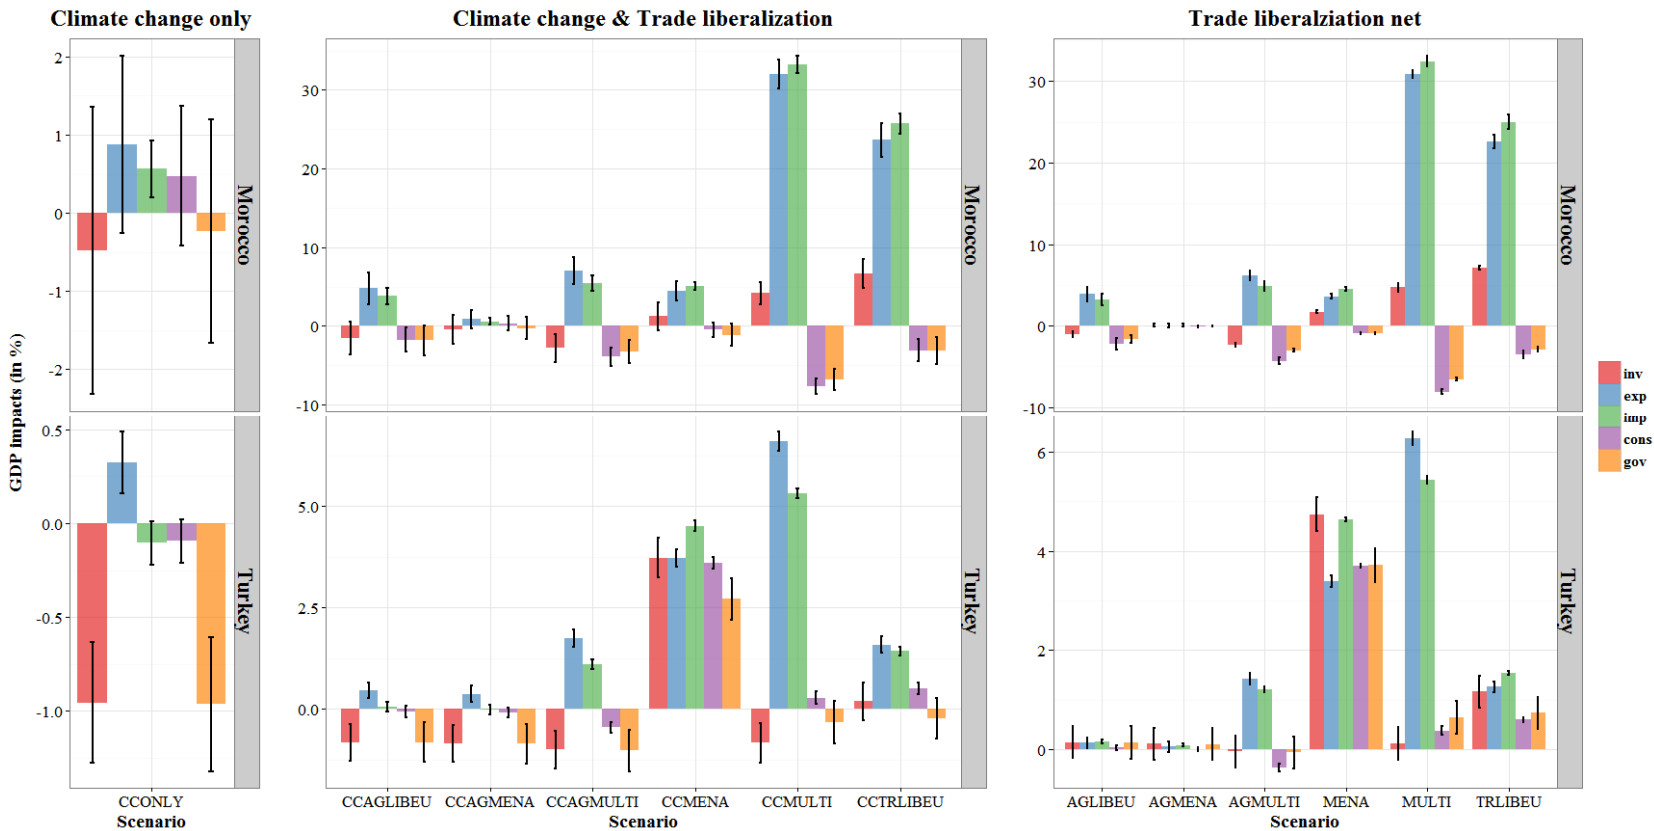 Climate change only
Climate change & Trade liberalization
Trade liberalziation net
GDP impacts (in %)
2
1
0
-1
-2
Morocco
30
20
10
0
-10
Morocco
30
20
10
0
-10
Morocco
inv
exp
imp
cons
gov
0.5
0.0
-0.5
-1.0
Turkey
5.0
2.5
0.0
Turkey
6
4
2
0
Turkey
CCONLY
CCAGLIBEU CCAGMENA CCAGMULTI CCMENA CCMULTI CCTRLIBEU
AGLIBEU AGMENA AGMULTI MENA MULTI TRLIBEU
Scenario
Scenario
Scenario